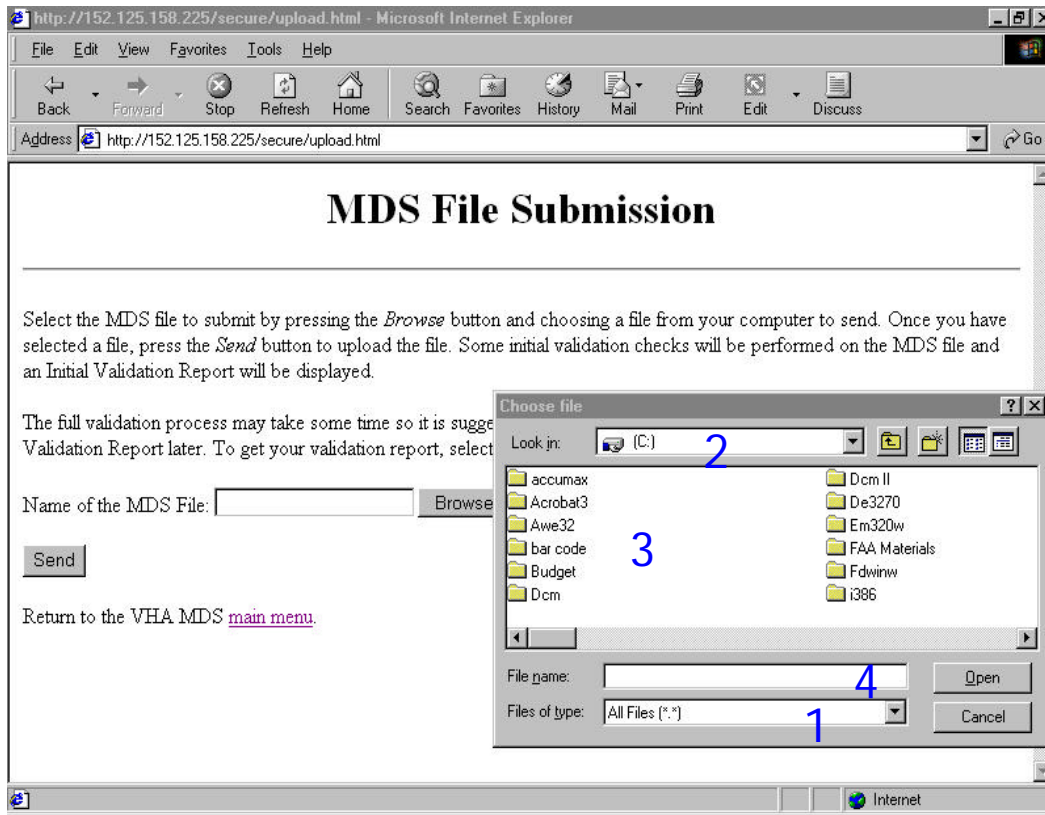 http://152.125.158.225/secure/upload.html - Microsoft Internet Explorer
File Edit View Favorites Tools Help
Back Forward Stop Refresh Home Search Favorites History Mail Print Edit Discuss
Address http://152.125.158.225/secure/upload.html Go
MDS File Submission
Select the MDS file to submit by pressing the Browse button and choosing a file from your computer to send. Once you have
selected a file, press the Send button to upload the file. Some initial validation checks will be performed on the MDS file and
an Initial Validation Report will be displayed.
The full validation process may take some time so it is sugge
Validation Report later. To get your validation report, select
Name of the MDS File: Browse
Send
Return to the VHA MDS main menu.
Choose file
Look in: (C:) 2
accumax Dcm II
Acrobat3 De3270
Awe32 Em320w
bar code FAA Materials
Budget Fdwinw
Dcm i386
3
File name: 4 Open
Files of type: All Files (*.*) 1 Cancel
Internet